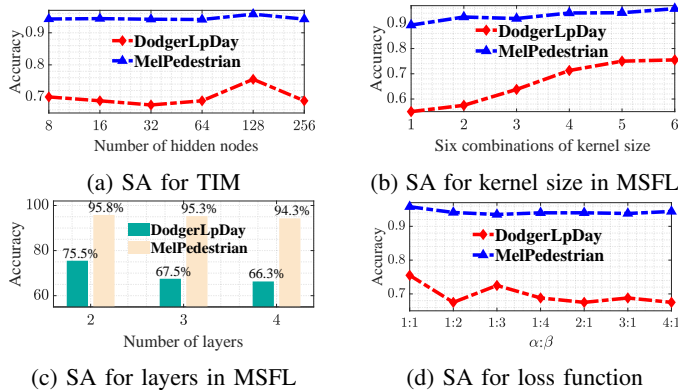 0.9
0.8
0.7
Accuracy
DodgerLpDay
MelPedestrian
8 16 32 64 128 256
Number of hidden nodes
(a) SA for TIM
0.9
0.8
0.7
0.6
Accuracy
DodgerLpDay
MelPedestrian
1 2 3 4 5 6
Six combinations of kernel size
(b) SA for kernel size in MSFL
100
80
60
Accuracy
95.8% 95.3% 94.3%
DodgerLpDay
MelPedestrian
75.5% 67.5% 66.3%
2 3 4
Number of layers
(c) SA for layers in MSFL
0.9
0.8
0.7
Accuracy
DodgerLpDay
MelPedestrian
1:1 1:2 1:3 1:4 2:1 3:1 4:1
α:β
(d) SA for loss function